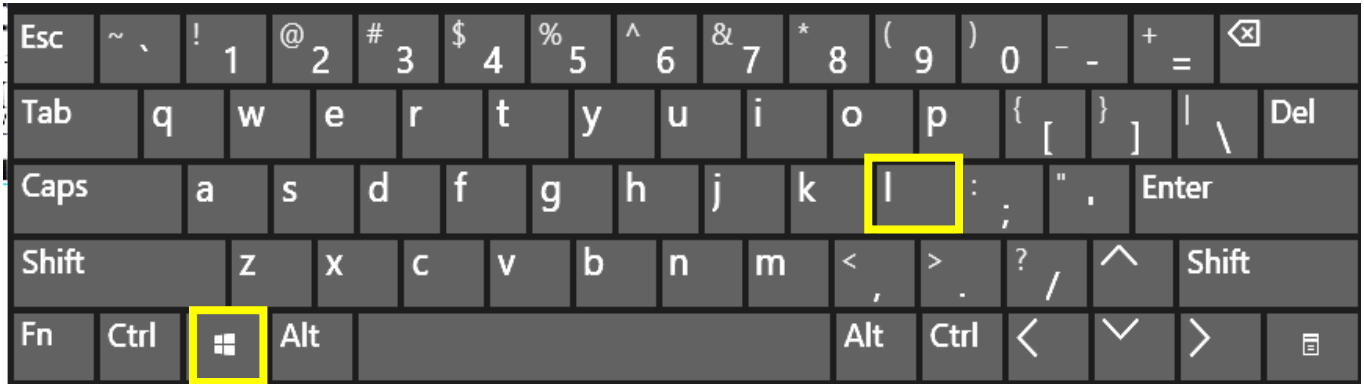 Esc ~ ` ! 1 @ 2 # 3 $ 4 % 5 ^ 6 & 7 * 8 ( 9 ) 0 _ - + =
Tab q w e r t y u i o p { [ } ] | \ Del
Caps a s d f g h j k l : ; " ' Enter
Shift z x c v b n m < , > . ? / Shift
Fn Ctrl Alt Alt Ctrl